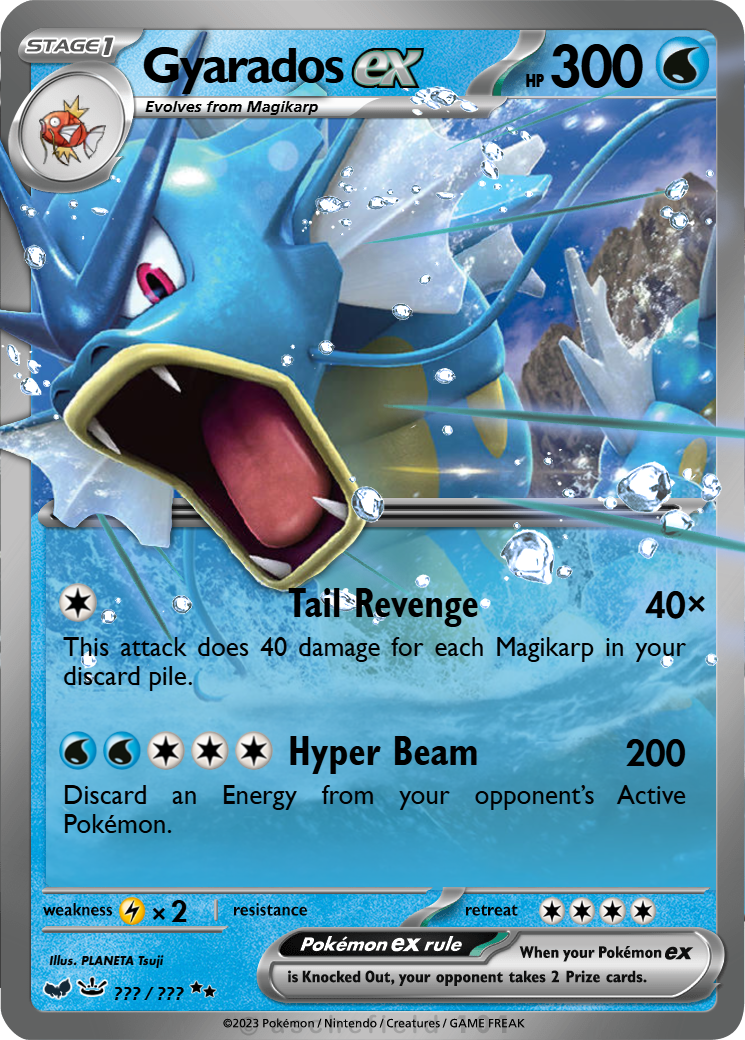 STAGE1
Gyarados ex
HP 300
Evolves from Magikarp
Tail Revenge 40×
This attack does 40 damage for each Magikarp in your
discard pile.
Hyper Beam 200
Discard an Energy from your opponent's Active
Pokémon.
weakness ×2 resistance retreat
Illus. PLANETA Tsuji
Pokémon ex rule
When your Pokémon ex
is Knocked Out, your opponent takes 2 Prize cards.
??? / ???
©2023 Pokémon / Nintendo / Creatures / GAME FREAK